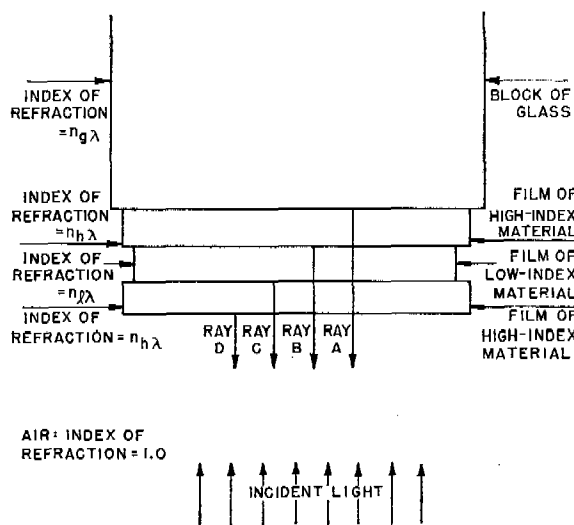 INDEX OF
REFRACTION
= n_gλ
BLOCK OF
GLASS
INDEX OF
REFRACTION
= n_hλ
FILM OF
HIGH-INDEX
MATERIAL
INDEX OF
REFRACTION
= n_ℓλ
FILM OF
LOW-INDEX
MATERIAL
INDEX OF
REFRACTION = n_hλ
FILM OF
HIGH-INDEX
MATERIAL
RAY RAY RAY RAY
D C B A
AIR: INDEX OF
REFRACTION = 1.0
INCIDENT LIGHT